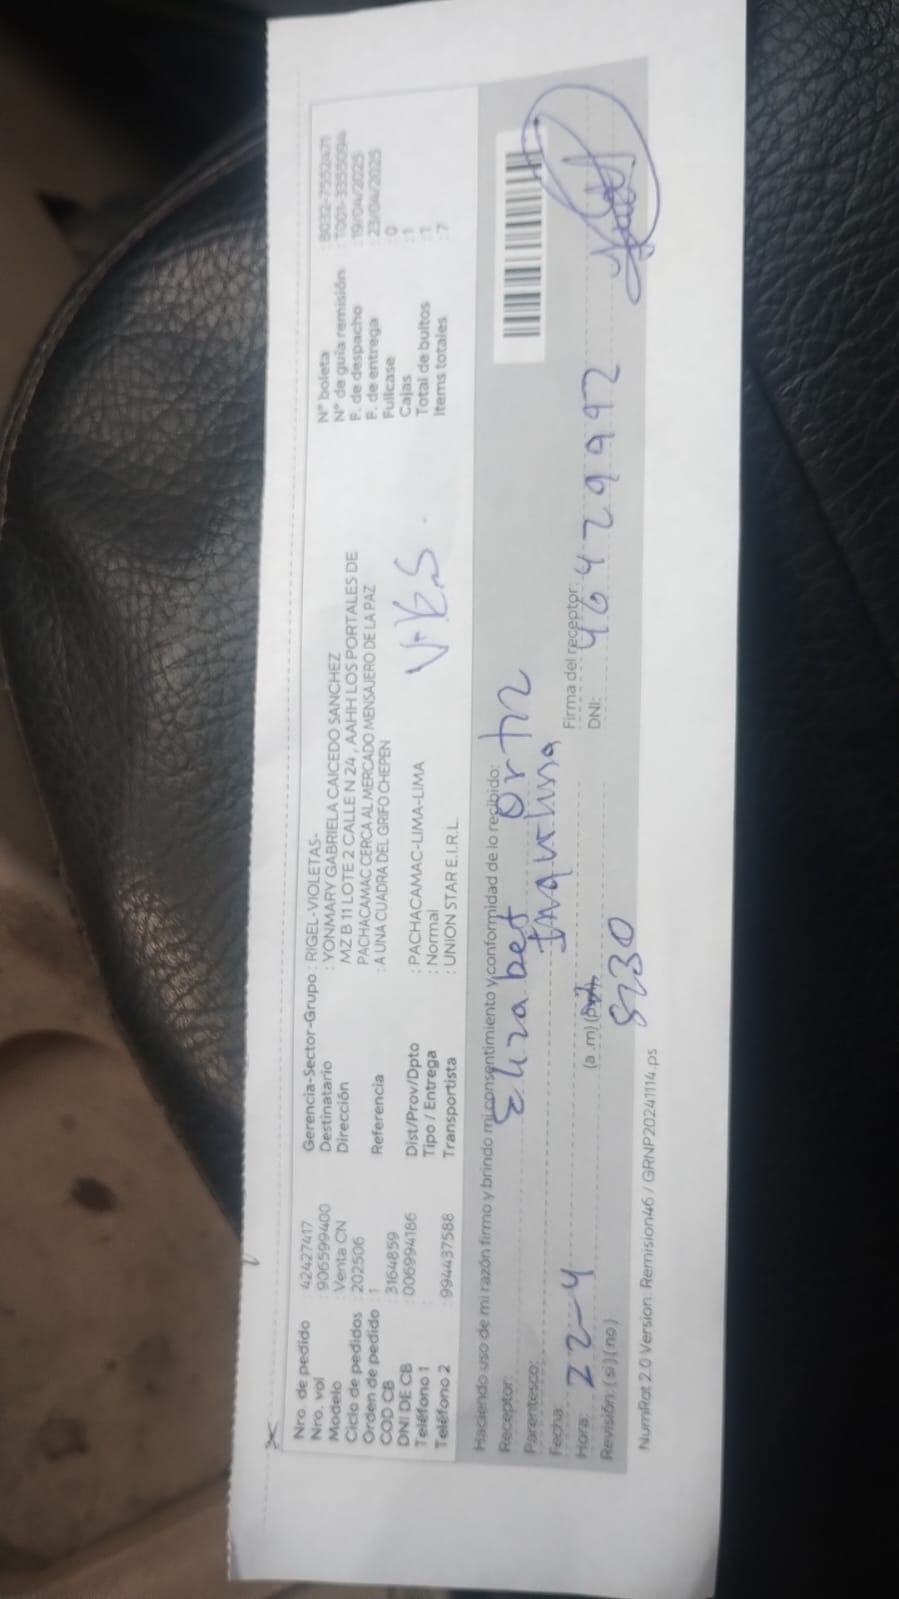 Nro. de pedido : 42427417
Nro. vol : 906599400
Modelo : Venta CN
Ciclo de pedidos : 202506
Orden de pedido : 1
COD CB : 3164859
DNI DE CB : 006994186
Teléfono 1 :
Teléfono 2 : 994437588
Gerencia-Sector-Grupo : RIGEL-VIOLETAS-
Destinatario : YONMARY GABRIELA CAICEDO SANCHEZ
Dirección MZ B 11 LOTE 2 CALLE N 24 , AAHH LOS PORTALES DE
PACHACAMAC CERCA AL MERCADO MENSAJERO DE LA PAZ
Referencia : A UNA CUADRA DEL GRIFO CHEPEN
Dist/Prov/Dpto : PACHACAMAC-LIMA-LIMA
Tipo / Entrega : Normal
Transportista : UNION STAR E.I.R.L.
N° boleta : B032-7552471
N° de guía remisión : T001-3355094
F. de despacho : 19/04/2025
F. de entrega : 23/04/2025
Fullcase : 0
Cajas : 1
Total de bultos : 1
Items totales : 7
Haciendo uso de mi razón firmo y brindo mi consentimiento y conformidad de lo recibido:
Receptor: Elizabet Ortiz
Parentesco: Inquilina
Fecha: 22-4
Firma del receptor:
Hora: (a .m) 8230
DNI: 46429992
Revisión: (si) (no)
NumRot 2.0 Version: Remision46 / GRNP20241114.ps